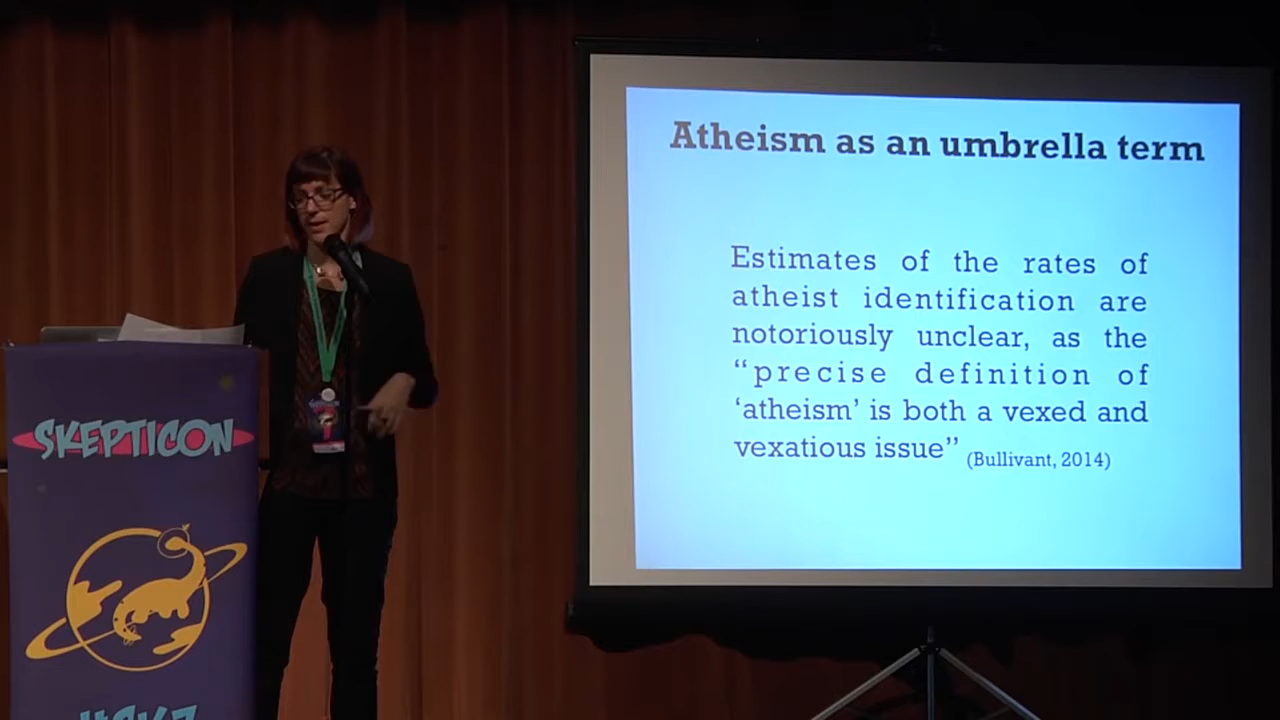 Atheism as an umbrella term
Estimates of the rates of
atheist identification are
notoriously unclear, as the
“precise definition of
‘atheism’ is both a vexed and
vexatious issue” (Bullivant, 2014)
SKEPTICON